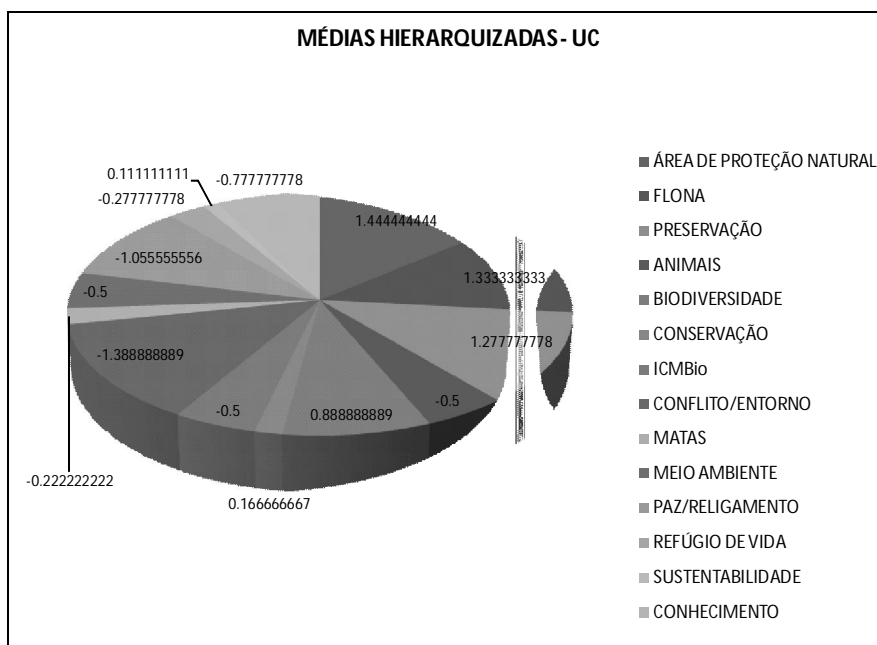 MÉDIAS HIERARQUIZADAS - UC
0.111111111
-0.777777778
-0.277777778
1.444444444
-1.055555556
1.333333333
-0.5
1.277777778
-1.388888889
-0.5
0.888888889
-0.5
-0.222222222
0.166666667
ÁREA DE PROTEÇÃO NATURAL
FLONA
PRESERVAÇÃO
ANIMAIS
BIODIVERSIDADE
CONSERVAÇÃO
ICMBio
CONFLITO/ENTORNO
MATAS
MEIO AMBIENTE
PAZ/RELIGAMENTO
REFÚGIO DE VIDA
SUSTENTABILIDADE
CONHECIMENTO